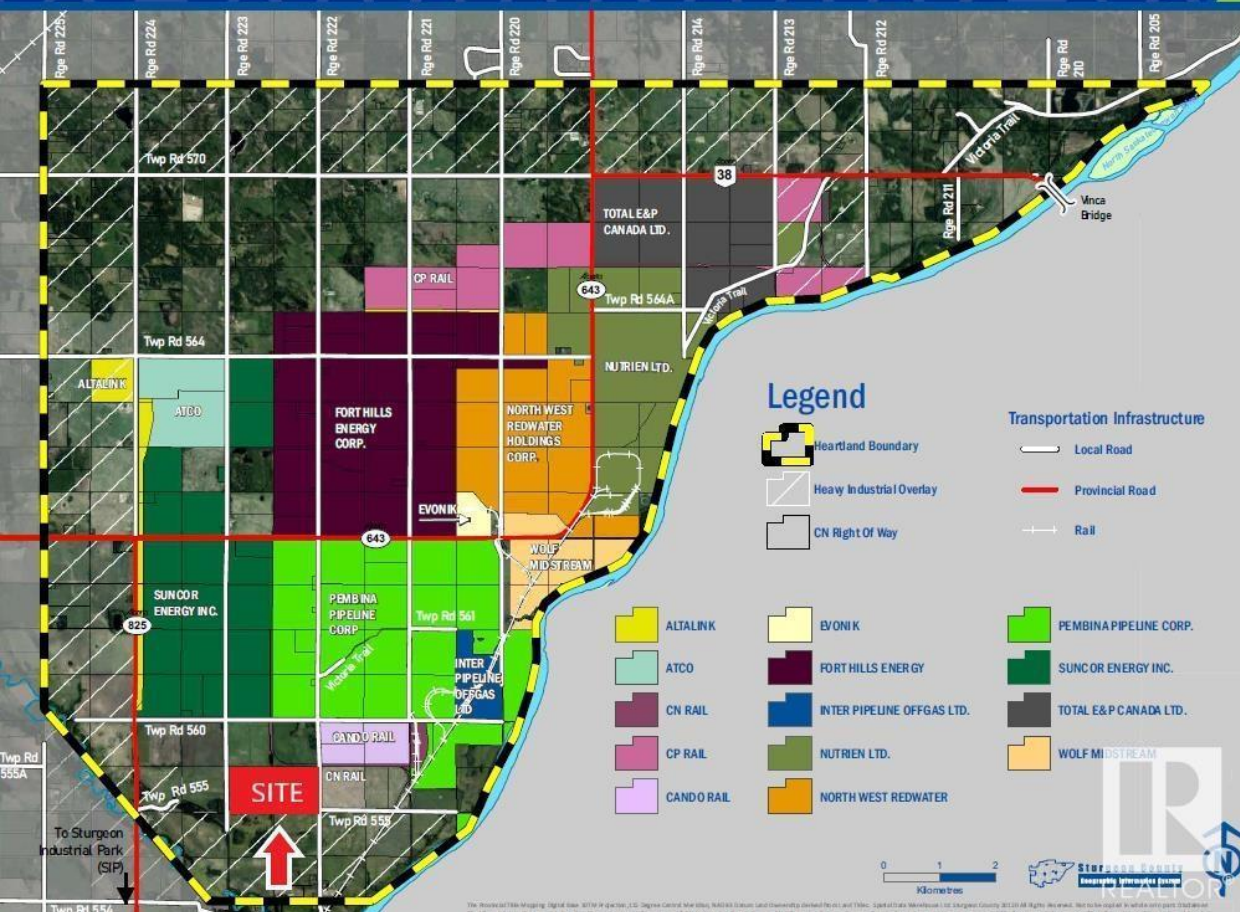 Rge Rd 225
Rge Rd 224
Rge Rd 223
Rge Rd 222
Rge Rd 221
Rge Rd 220
Rge Rd 214
Rge Rd 213
Rge Rd 212
Rge Rd
210
Rge Rd 205
Twp Rd 570
38
Victoria Trail
Rge Rd 211
Vinca
Bridge
TOTAL E&P
CANADA LTD.
CP RAIL
643
Twp Rd 564A
Victoria Trail
Twp Rd 564
NUTRIEN LTD.
ALTALINK
ATCO
FORT HILLS
ENERGY
CORP.
NORTH WEST
REDWATER
HOLDINGS
CORP.
EVONIK
643
WOLF
MIDSTREAM
SUNCOR
ENERGY INC.
PEMBINA
PIPELINE
CORP
Twp Rd 561
825
Victoria Trail
INTER
PIPELINE
OFFGAS
LTD
Twp Rd 560
CANDO RAIL
Twp Rd
555A
CN RAIL
SITE
Twp Rd 555
Twp Rd 555
To Sturgeon
Industrial Park
(SIP)
Twp Rd 554
Legend
Heartland Boundary
Heavy Industrial Overlay
CN Right Of Way
Transportation Infrastructure
Local Road
Provincial Road
Rail
ALTALINK
ATCO
CN RAIL
CP RAIL
CANDO RAIL
EVONIK
FORT HILLS ENERGY
INTER PIPELINE OFFGAS LTD.
NUTRIEN LTD.
NORTH WEST REDWATER
PEMBINA PIPELINE CORP.
SUNCOR ENERGY INC.
TOTAL E&P CANADA LTD.
WOLF MIDSTREAM
0 1 2
Kilometres
Sturgeon County
Geographic Information System
N
R
REALTOR®